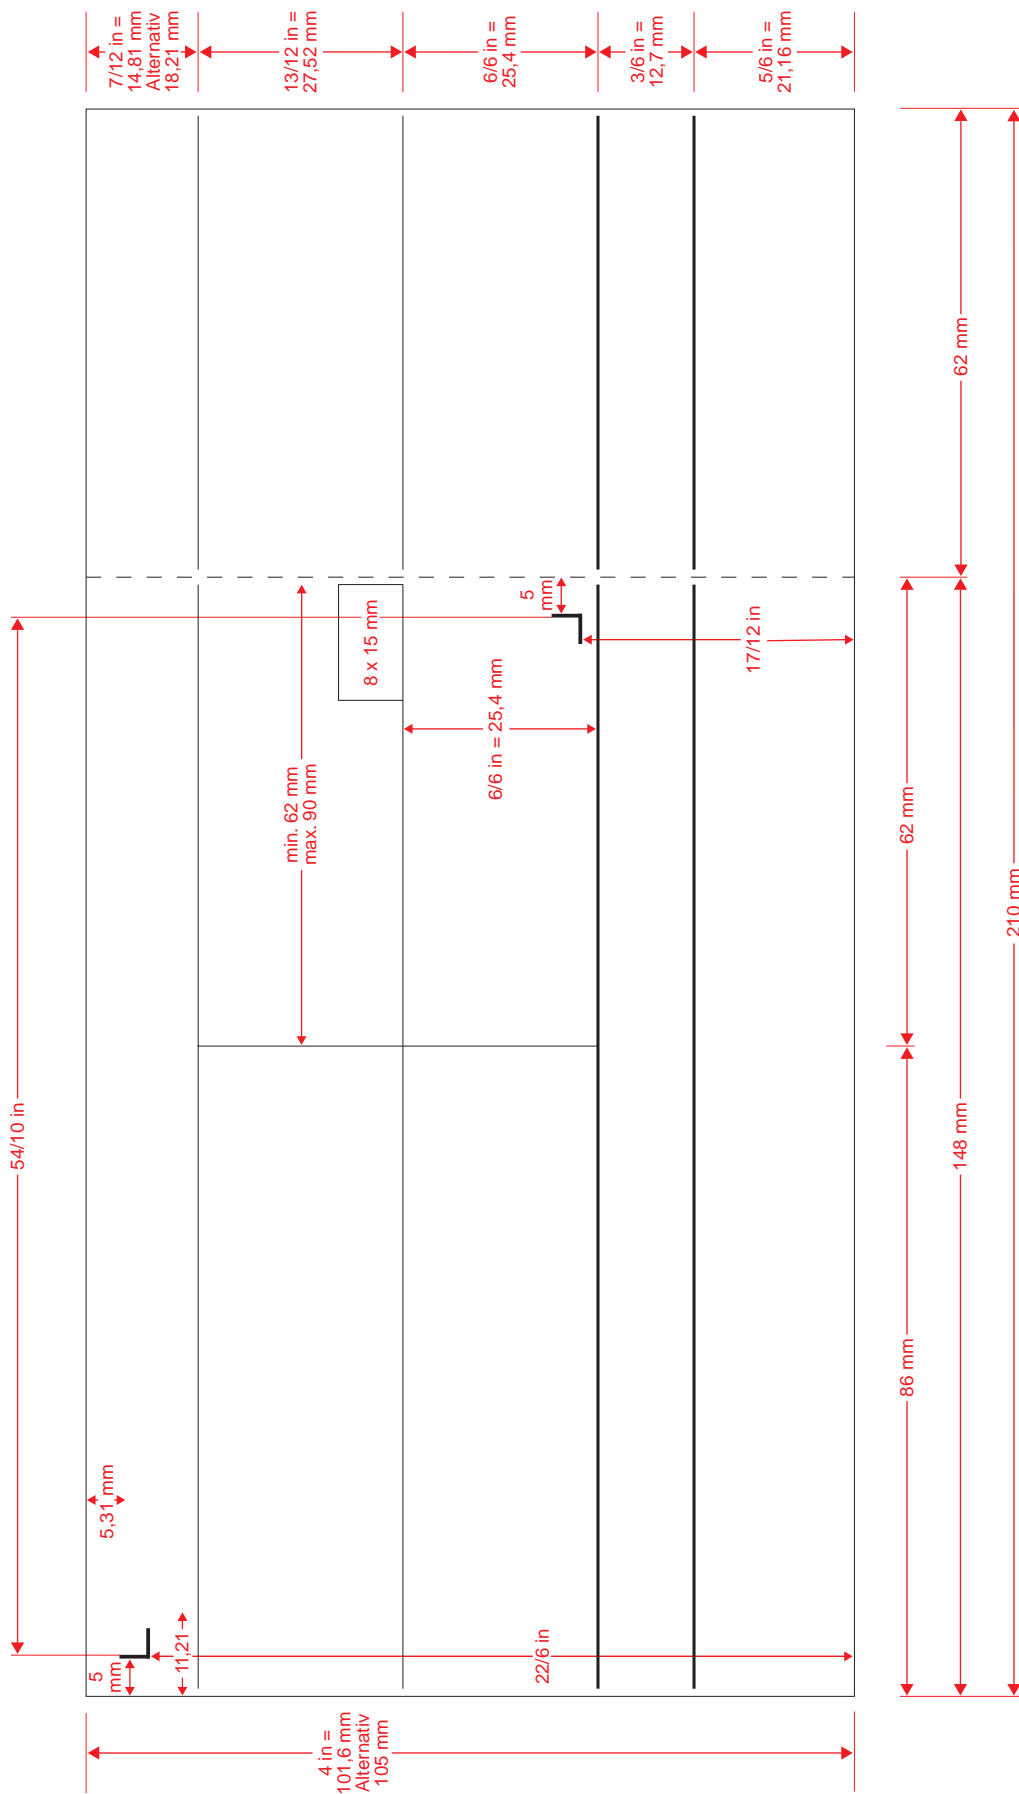 7/12 in =
14,81 mm
Alternativ
18,21 mm
13/12 in =
27,52 mm
6/6 in =
25,4 mm
3/6 in =
12,7 mm
5/6 in =
21,16 mm
62 mm
5
mm
8 x 15 mm
17/12 in
6/6 in = 25,4 mm
min. 62 mm
max. 90 mm
62 mm
210 mm
54/10 in
148 mm
86 mm
5,31 mm
11,21
22/6 in
5
mm
4 in =
101,6 mm
Alternativ
105 mm